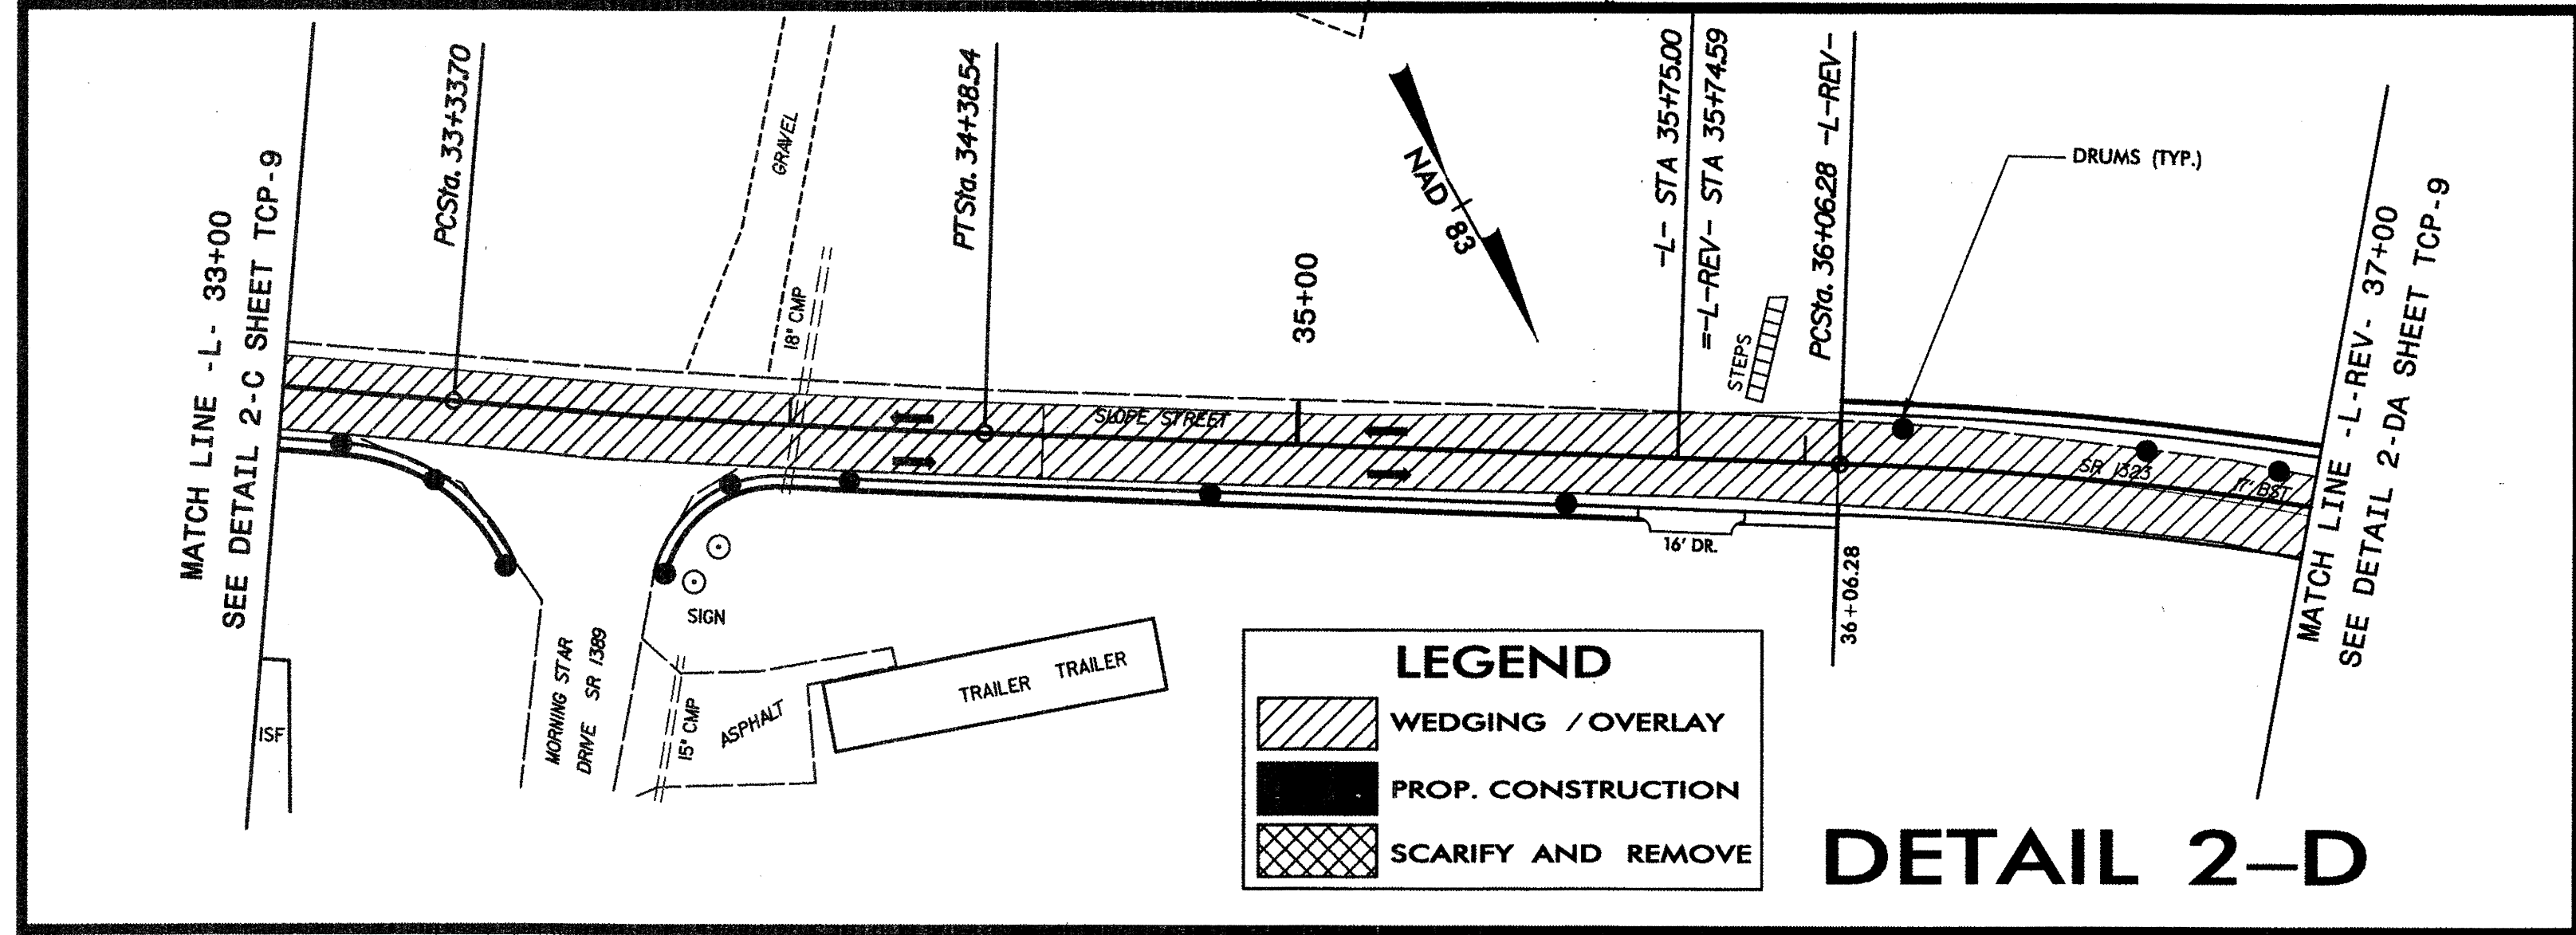 MATCH LINE -L- 33+00
SEE DETAIL 2-C SHEET TCP-9
PCSta. 33+33.70
GRAVEL
18" CMP
PTSta. 34+38.54
35+00
NAD '83
-L- STA 35+75.00
=-L-REV- STA 35+74.59
PCSta. 36+06.28 -L-REV-
STEPS
DRUMS (TYP.)
MATCH LINE -L-REV- 37+00
SEE DETAIL 2-DA SHEET TCP-9
SLOPE STREET
SR 1323
17' BST
16' DR.
36+06.28
SIGN
MORNING STAR
DRIVE SR 1389
15" CMP
ASPHALT
TRAILER TRAILER
ISF
LEGEND
WEDGING / OVERLAY
PROP. CONSTRUCTION
SCARIFY AND REMOVE
DETAIL 2-D